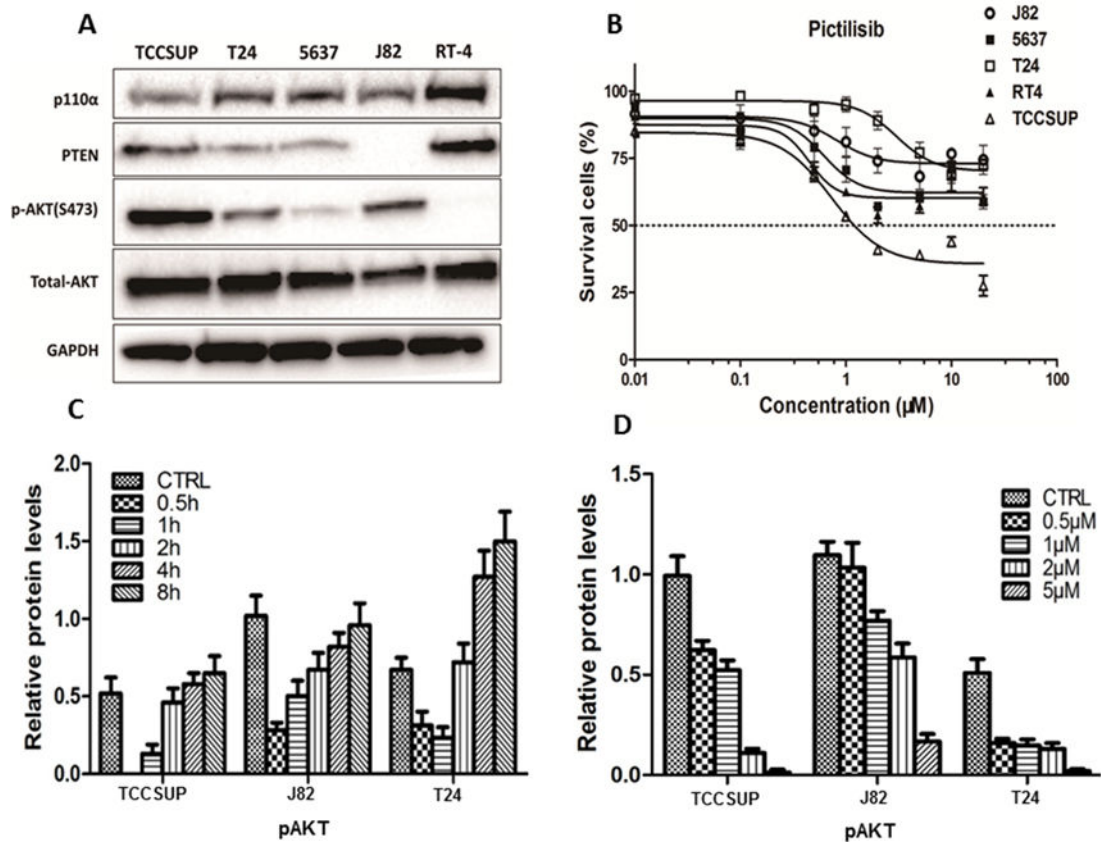 A
TCCSUP T24 5637 J82 RT-4
p110α
PTEN
p-AKT(S473)
Total-AKT
GAPDH
B
Pictilisib
J82
5637
T24
RT4
TCCSUP
Survival cells (%)
100
75
50
25
0
0.01 0.1 1 10 100
Concentration (µM)
C
Relative protein levels
2.0
1.5
1.0
0.5
0.0
CTRL
0.5h
1h
2h
4h
8h
TCCSUP J82 T24
pAKT
D
Relative protein levels
1.5
1.0
0.5
0.0
CTRL
0.5µM
1µM
2µM
5µM
TCCSUP J82 T24
pAKT